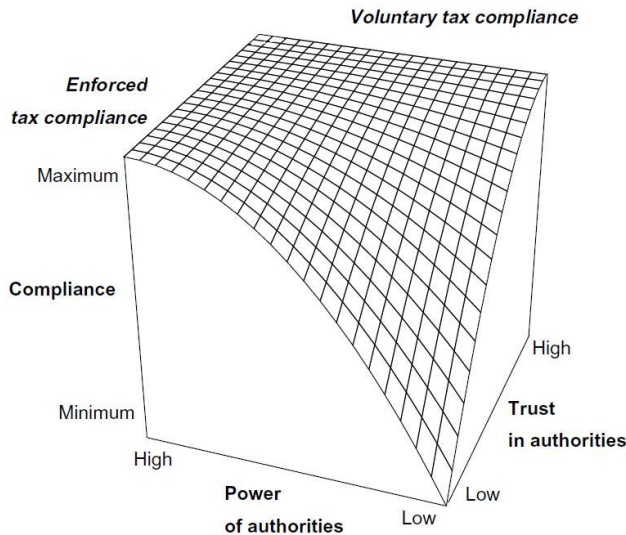 Voluntary tax compliance
Enforced
tax compliance
Maximum
Compliance
Minimum
High
Power
of authorities
Low
Low
Trust
in authorities
High